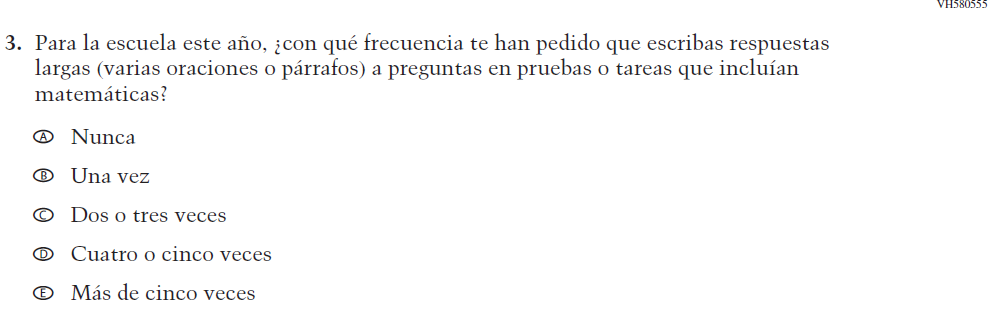 VH580555
3. Para la escuela este año, ¿con qué frecuencia te han pedido que escribas respuestas
largas (varias oraciones o párrafos) a preguntas en pruebas o tareas que incluían
matemáticas?
A Nunca
B Una vez
C Dos o tres veces
D Cuatro o cinco veces
E Más de cinco veces